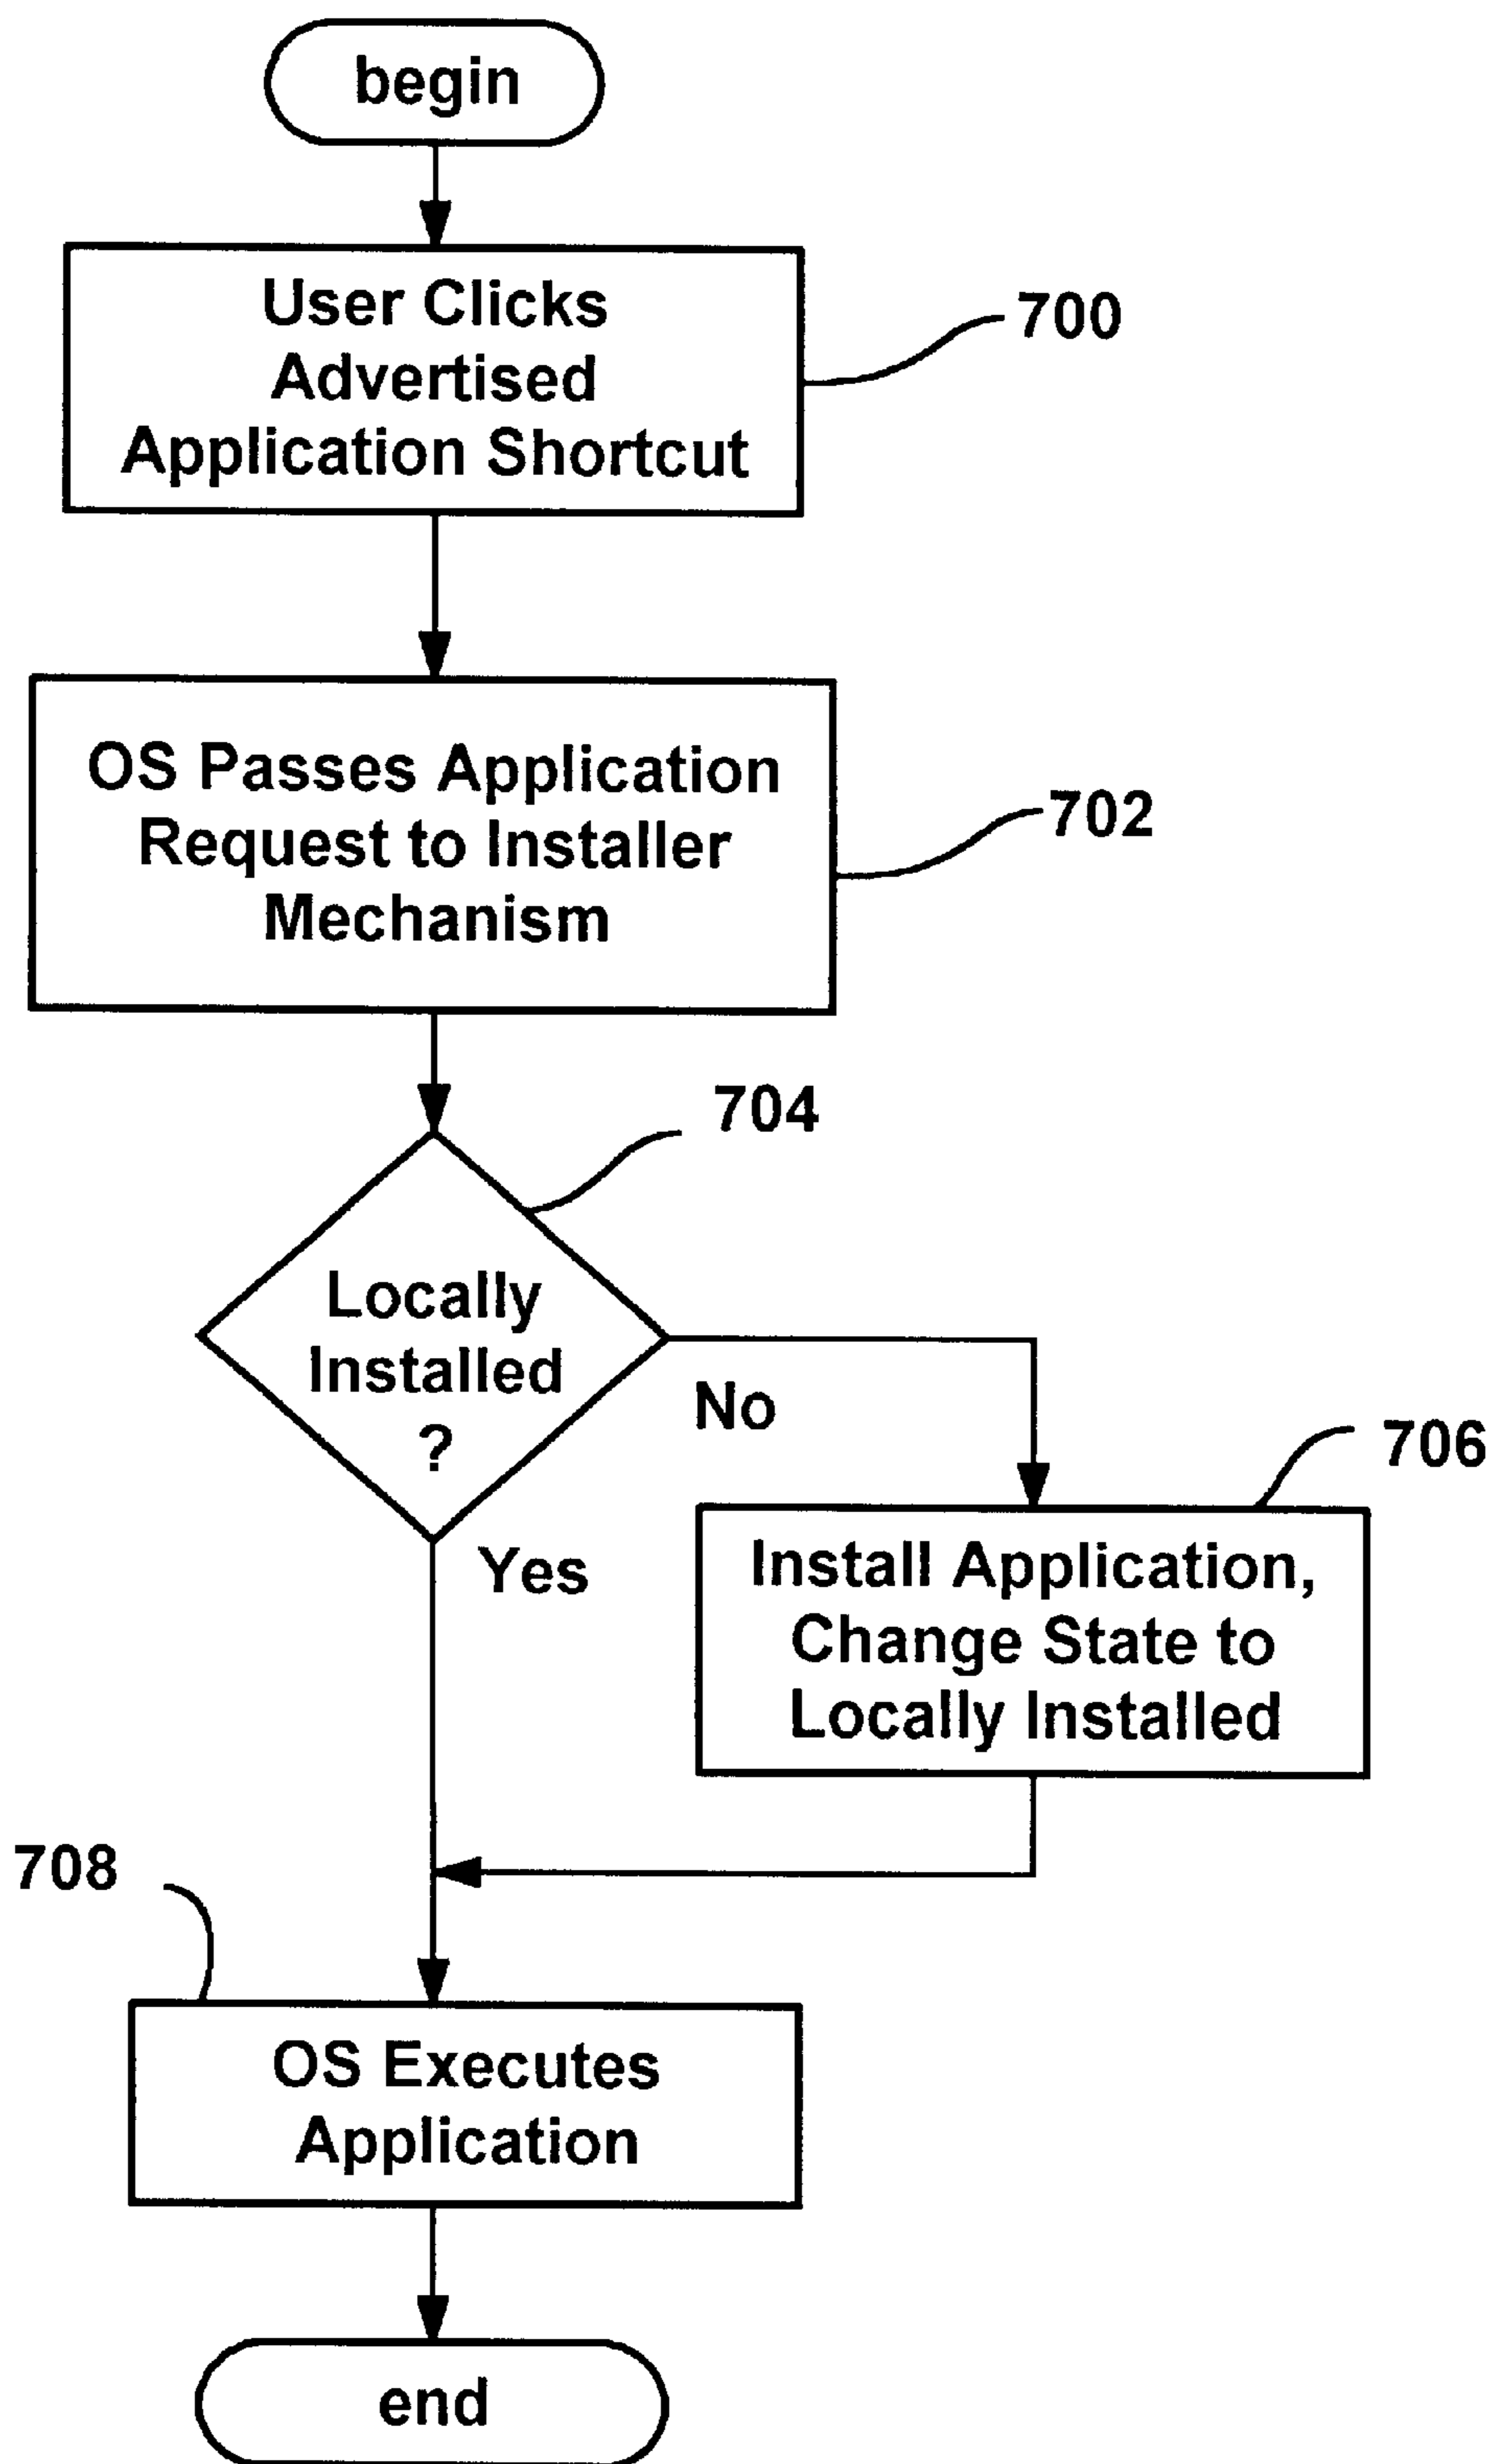 begin
User Clicks
Advertised
Application Shortcut
700
OS Passes Application
Request to Installer
Mechanism
702
704
Locally
Installed
?
No
Yes
706
Install Application,
Change State to
Locally Installed
708
OS Executes
Application
end